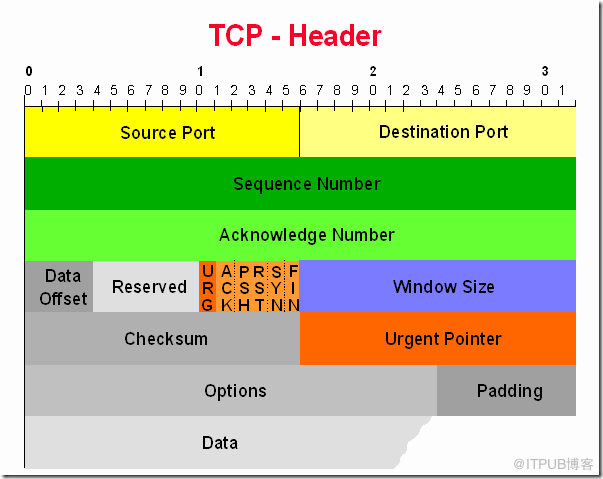 TCP - Header
0 1 2 3
0 1 2 3 4 5 6 7 8 9 0 1 2 3 4 5 6 7 8 9 0 1 2 3 4 5 6 7 8 9 0 1
Source Port Destination Port
Sequence Number
Acknowledge Number
Data Offset Reserved URG ACK PSH RST SYN FIN Window Size
Checksum Urgent Pointer
Options Padding
Data
@ITPUB博客